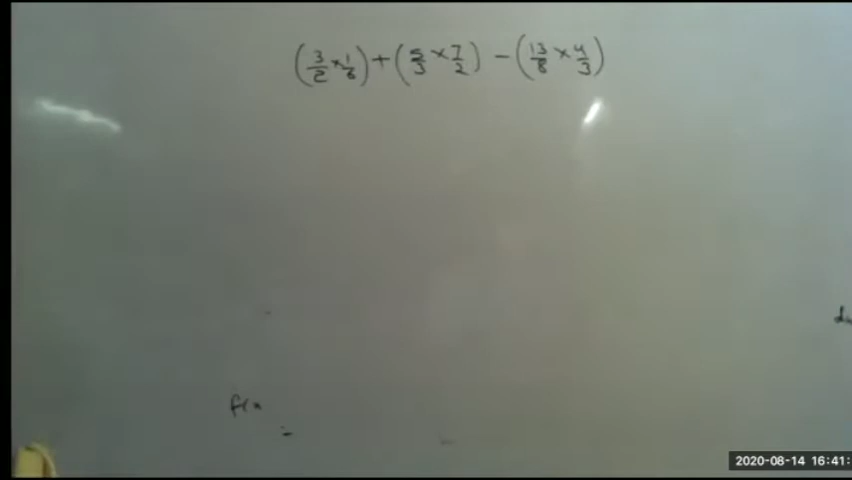 (3/2 × 1/6) + (5/3 × 7/2) − (13/8 × 4/3)
f(x
=
2020-08-14 16:41: